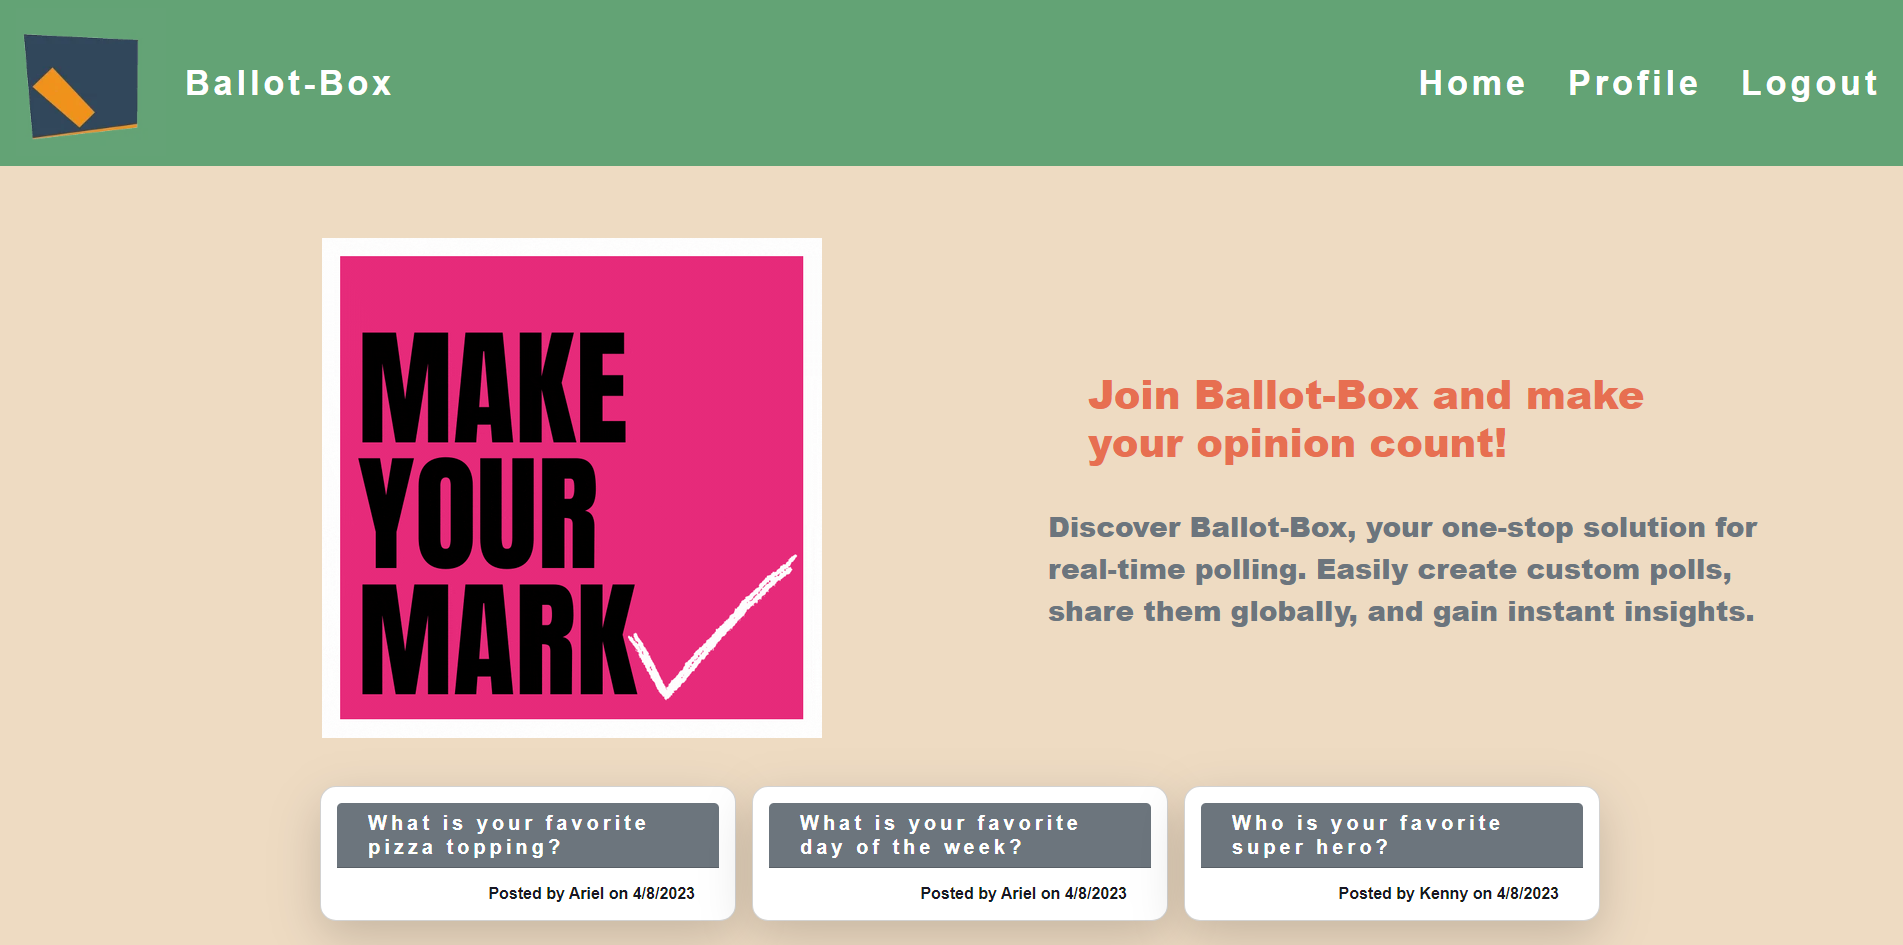 Ballot-Box
Home Profile Logout
MAKE
YOUR
MARK
Join Ballot-Box and make
your opinion count!
Discover Ballot-Box, your one-stop solution for
real-time polling. Easily create custom polls,
share them globally, and gain instant insights.
What is your favorite
pizza topping?
Posted by Ariel on 4/8/2023
What is your favorite
day of the week?
Posted by Ariel on 4/8/2023
Who is your favorite
super hero?
Posted by Kenny on 4/8/2023